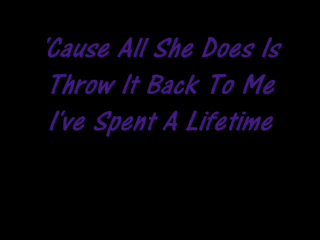 'Cause All She Does Is
Throw It Back To Me
I've Spent A Lifetime